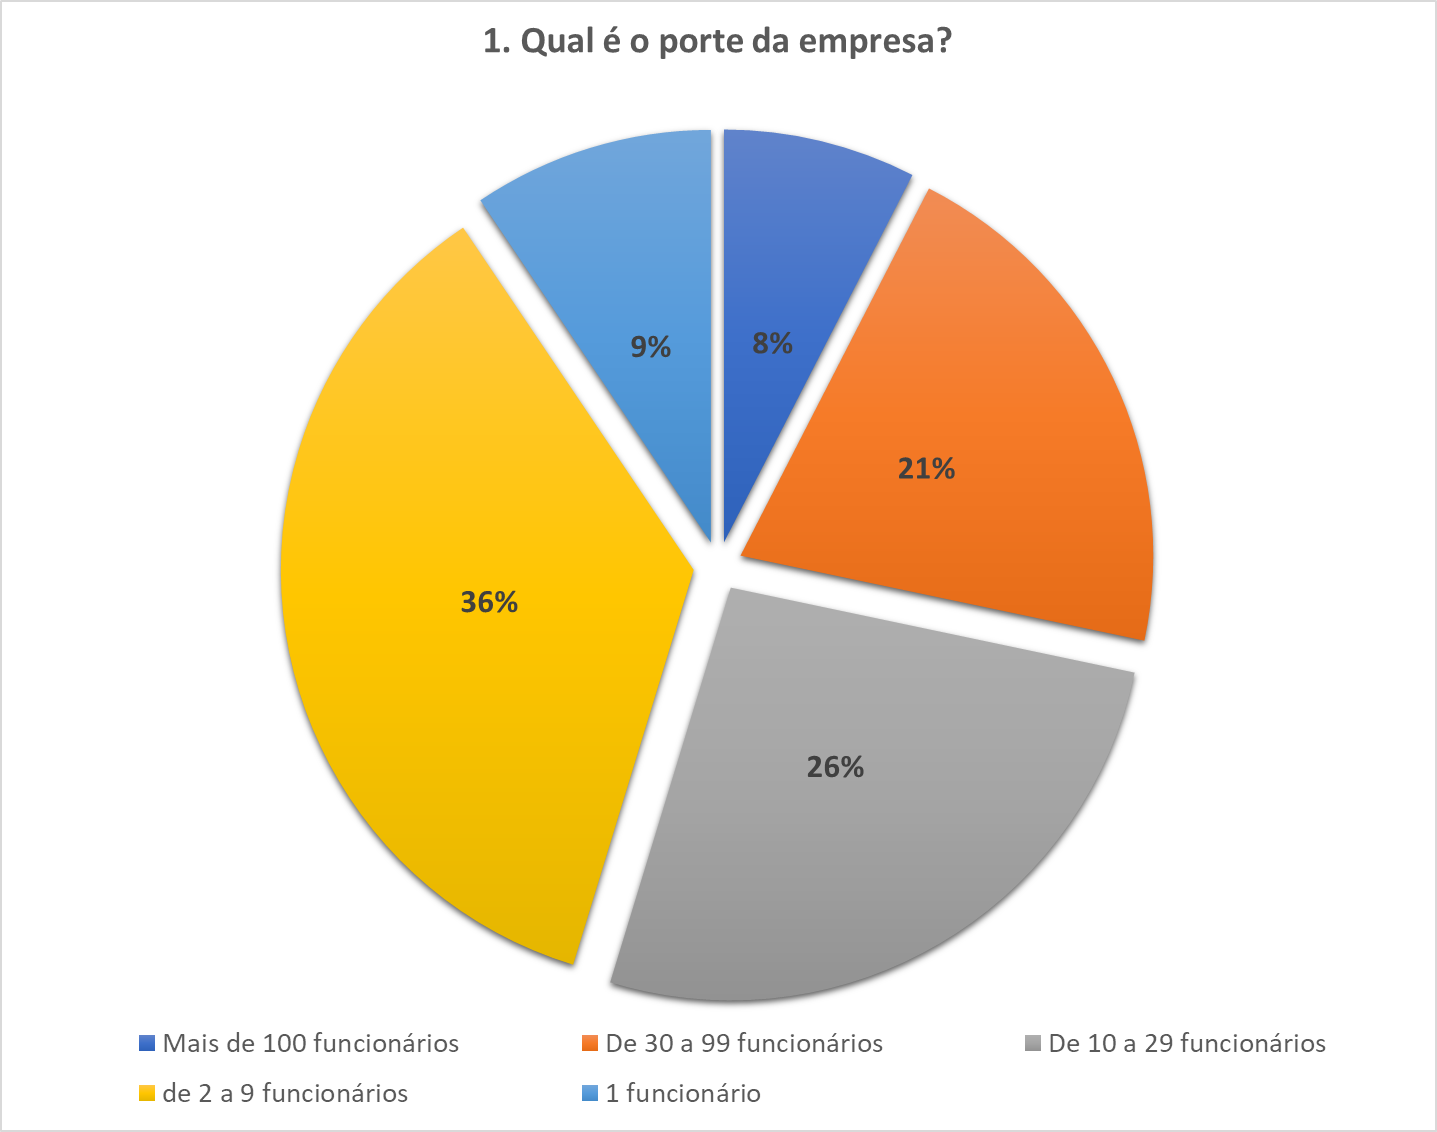 1. Qual é o porte da empresa?
9%
8%
21%
36%
26%
Mais de 100 funcionários
De 30 a 99 funcionários
De 10 a 29 funcionários
de 2 a 9 funcionários
1 funcionário